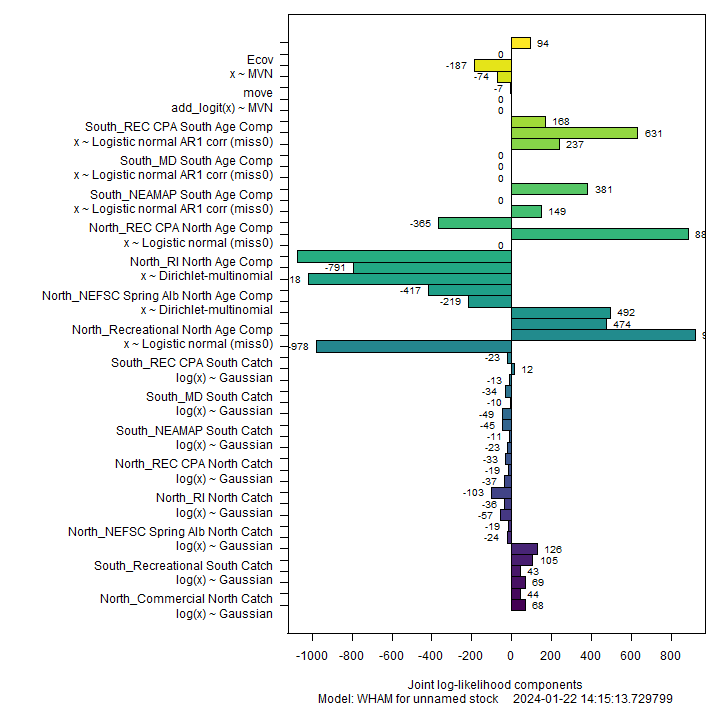 94
0
Ecov
-187
x ~ MVN
-74
-7
move
0
add_logit(x) ~ MVN
0
South_REC CPA South Age Comp
168
631
x ~ Logistic normal AR1 corr (miss0)
237
South_MD South Age Comp
0
0
x ~ Logistic normal AR1 corr (miss0)
0
South_NEAMAP South Age Comp
381
0
x ~ Logistic normal AR1 corr (miss0)
149
North_REC CPA North Age Comp
-365
88
x ~ Logistic normal (miss0)
0
North_RI North Age Comp
-791
x ~ Dirichlet-multinomial
18
North_NEFSC Spring Alb North Age Comp
-417
-219
x ~ Dirichlet-multinomial
492
North_Recreational North Age Comp
474
9
x ~ Logistic normal (miss0)
-978
South_REC CPA South Catch
-23
12
log(x) ~ Gaussian
-13
South_MD South Catch
-34
-10
log(x) ~ Gaussian
-49
South_NEAMAP South Catch
-45
-11
log(x) ~ Gaussian
-23
North_REC CPA North Catch
-33
-19
log(x) ~ Gaussian
-37
North_RI North Catch
-103
-36
log(x) ~ Gaussian
-57
North_NEFSC Spring Alb North Catch
-19
-24
log(x) ~ Gaussian
126
South_Recreational South Catch
105
43
log(x) ~ Gaussian
69
North_Commercial North Catch
44
68
log(x) ~ Gaussian
-1000 -800 -600 -400 -200 0 200 400 600 800
Joint log-likelihood components
Model: WHAM for unnamed stock 2024-01-22 14:15:13.729799